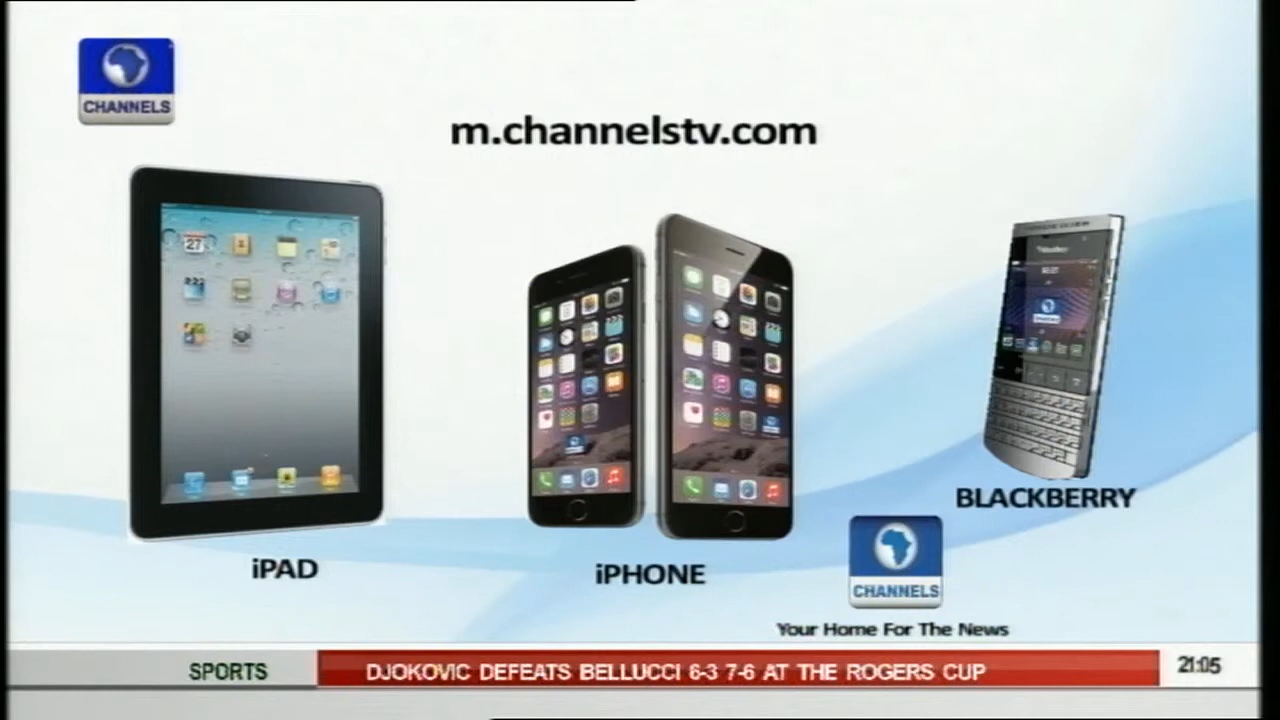 CHANNELS
m.channelstv.com
27
iPAD
iPHONE
BLACKBERRY
CHANNELS
Your Home For The News
SPORTS
DJOKOVIC DEFEATS BELLUCCI 6-3 7-6 AT THE ROGERS CUP
21:05